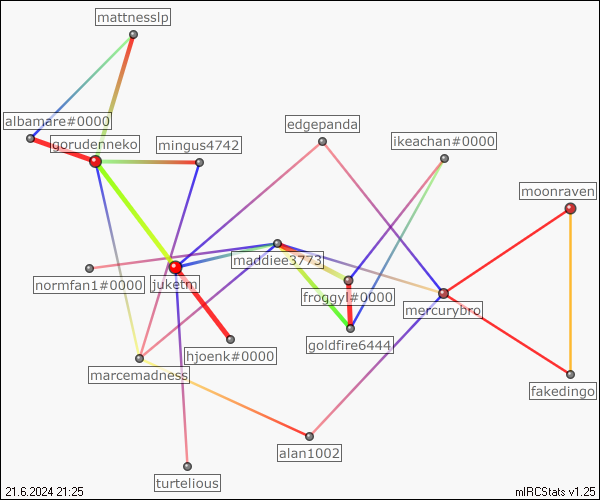 mattnesslp
albamare#0000
edgepanda
gorudenneko
mingus4742
ikeachan#0000
moonraven
maddiee3773
normfan1#0000
juketm
froggyl#0000
mercurybro
goldfire6444
hjoenk#0000
marcemadness
fakedingo
alan1002
turtelious
21.6.2024 21:25
mIRCStats v1.25